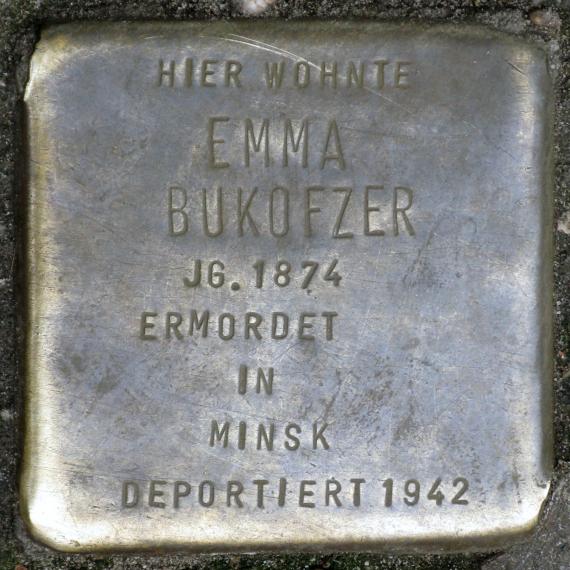 HIER WOHNTE
EMMA
BUKOFZER
JG. 1874
ERMORDET
IN
MINSK
DEPORTIERT 1942